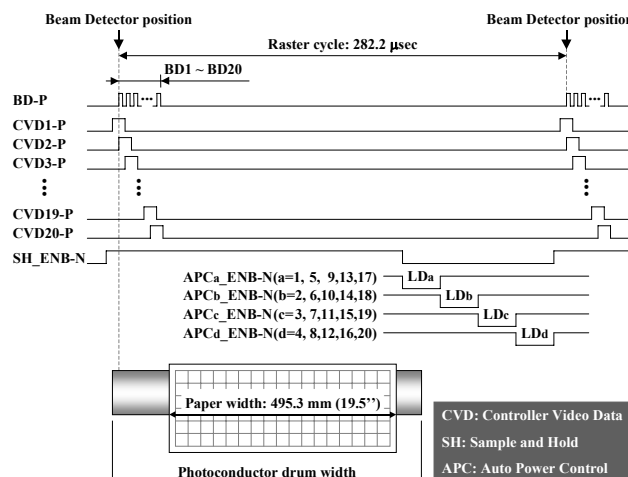 Beam Detector position
Beam Detector position
Raster cycle: 282.2 μsec
BD1 ~ BD20
BD-P
CVD1-P
CVD2-P
CVD3-P
CVD19-P
CVD20-P
SH_ENB-N
APCa_ENB-N(a=1, 5, 9,13,17)
LDa
APCb_ENB-N(b=2, 6,10,14,18)
LDb
APCc_ENB-N(c=3, 7,11,15,19)
LDc
APCd_ENB-N(d=4, 8,12,16,20)
LDd
Paper width: 495.3 mm (19.5’’)
Photoconductor drum width
CVD: Controller Video Data
SH: Sample and Hold
APC: Auto Power Control